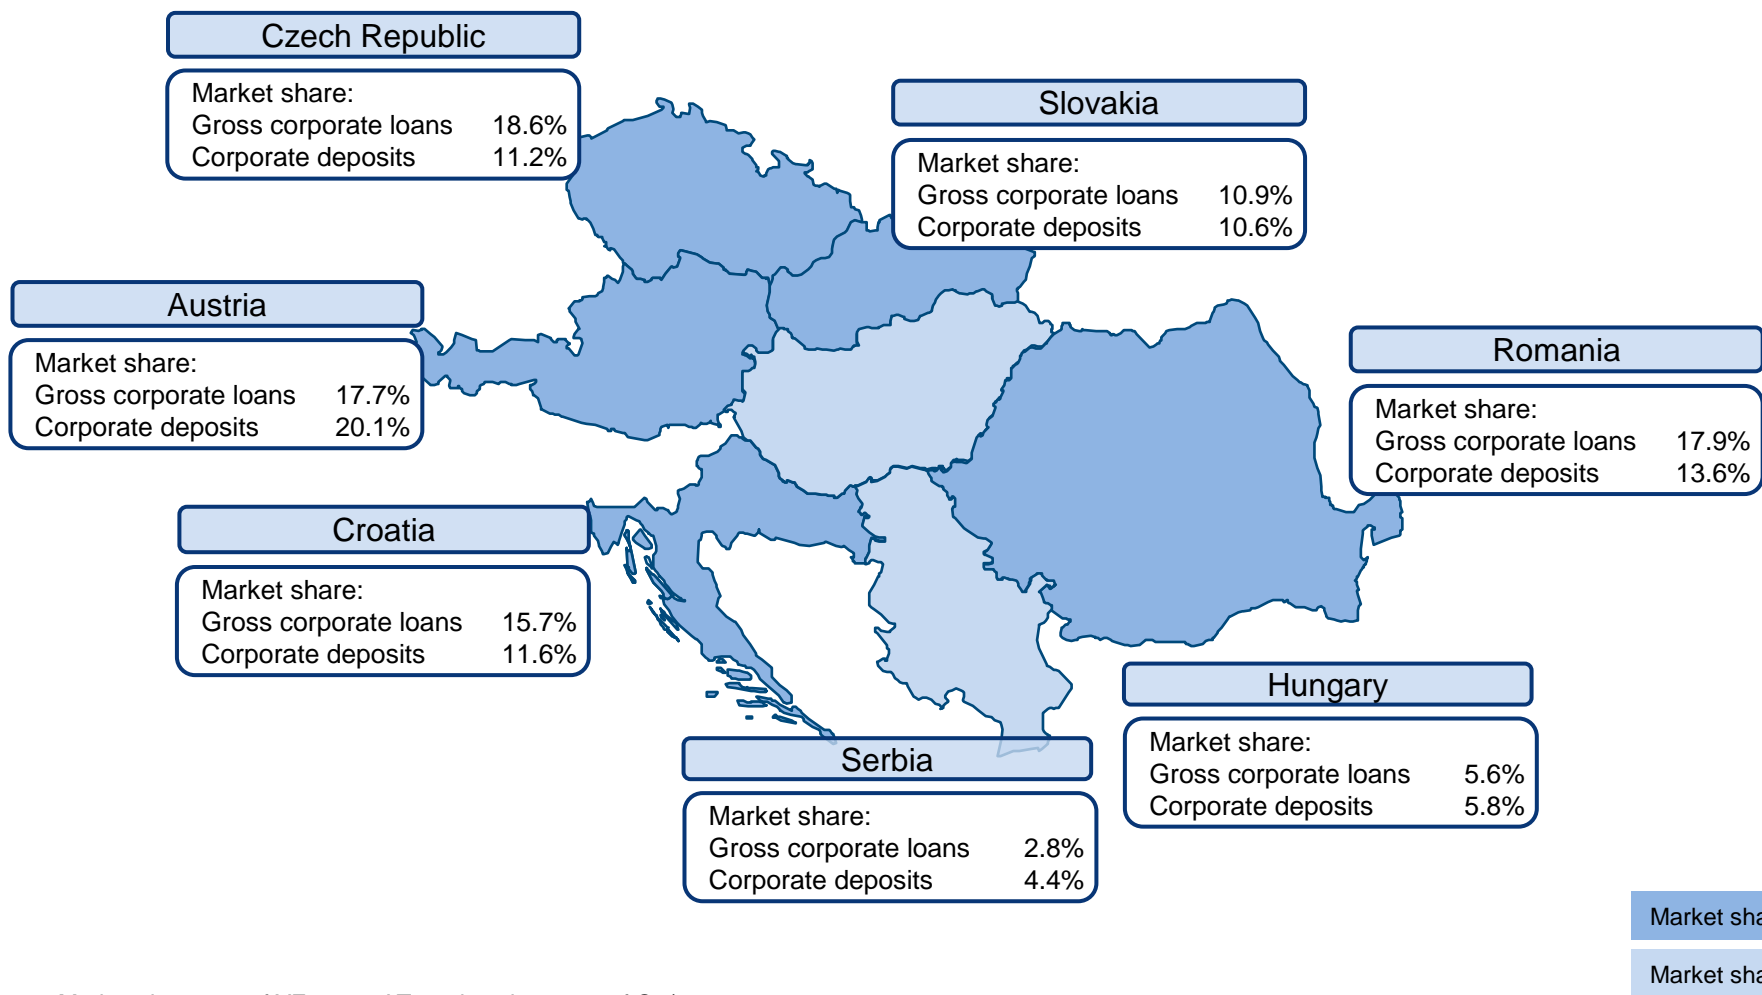 Czech Republic
Market share:
Gross corporate loans 18.6%
Corporate deposits 11.2%
Slovakia
Market share:
Gross corporate loans 10.9%
Corporate deposits 10.6%
Austria
Market share:
Gross corporate loans 17.7%
Corporate deposits 20.1%
Romania
Market share:
Gross corporate loans 17.9%
Corporate deposits 13.6%
Croatia
Market share:
Gross corporate loans 15.7%
Corporate deposits 11.6%
Hungary
Market share:
Gross corporate loans 5.6%
Corporate deposits 5.8%
Serbia
Market share:
Gross corporate loans 2.8%
Corporate deposits 4.4%
Market
Market